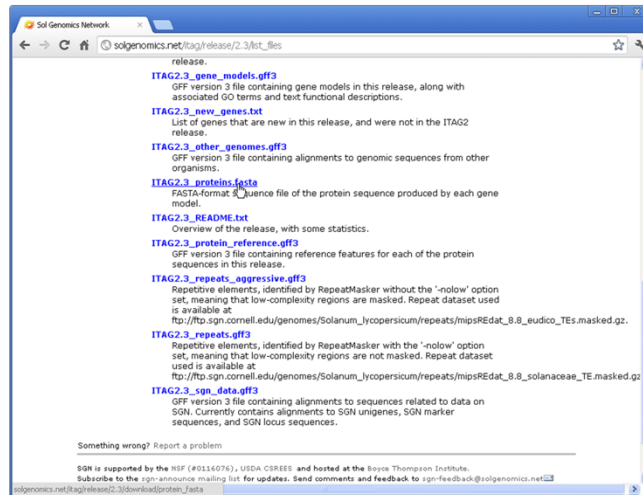 Sol Genomics Network
solgenomics.net/itag/release/2.3/list_files
release.
ITAG2.3_gene_models.gff3
GFF version 3 file containing gene models in this release, along with
associated GO terms and text functional descriptions.
ITAG2.3_new_genes.txt
List of genes that are new in this release, and were not in the ITAG2
release.
ITAG2.3_other_genomes.gff3
GFF version 3 file containing alignments to genomic sequences from other
organisms.
ITAG2.3_proteins.fasta
FASTA-format sequence file of the protein sequence produced by each gene
model.
ITAG2.3_README.txt
Overview of the release, with some statistics.
ITAG2.3_protein_reference.gff3
GFF version 3 file containing reference features for each of the protein
sequences in this release.
ITAG2.3_repeats_aggressive.gff3
Repetitive elements, identified by RepeatMasker without the '-nolow' option
set, meaning that low-complexity regions are masked. Repeat dataset used
is available at
ftp://ftp.sgn.cornell.edu/genomes/Solanum_lycopersicum/repeats/mipsREdat_8.8_eudico_TEs.masked.gz.
ITAG2.3_repeats.gff3
Repetitive elements, identified by RepeatMasker with the '-nolow' option
set, meaning that low-complexity regions are not masked. Repeat dataset
used is available at
ftp://ftp.sgn.cornell.edu/genomes/Solanum_lycopersicum/repeats/mipsREdat_8.8_solanaceae_TE.masked.gz
ITAG2.3_sgn_data.gff3
GFF version 3 file containing alignments to sequences related to data on
SGN. Currently contains alignments to SGN unigenes, SGN marker
sequences, and SGN locus sequences.
Something wrong? Report a problem
SGN is supported by the NSF (#0116076), USDA CSREES and hosted at the Boyce Thompson Institute.
Subscribe to the sgn-announce mailing list for updates. Send comments and feedback to sgn-feedback@solgenomics.net
solgenomics.net/itag/release/2.3/download/protein_fasta